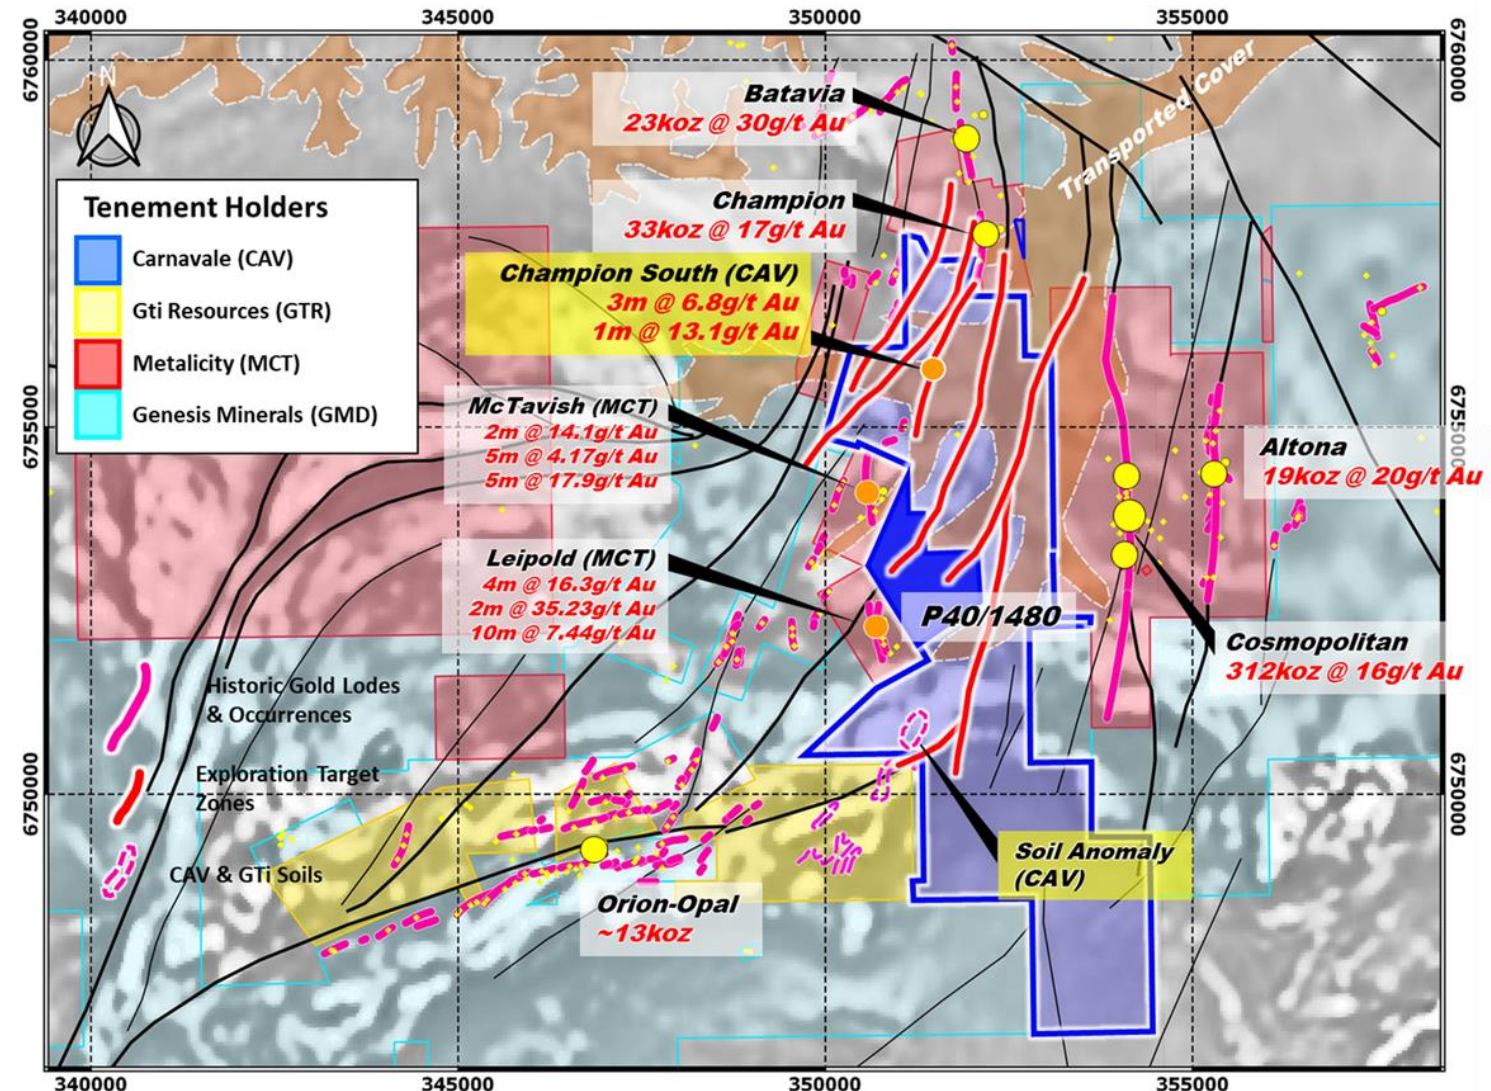 340000
345000
350000
355000
6760000
6760000
N
Batavia
23koz @ 30g/t Au
Transported Cover
Tenement Holders
Carnavale (CAV)
Gti Resources (GTR)
Metalicity (MCT)
Genesis Minerals (GMD)
Champion
33koz @ 17g/t Au
Champion South (CAV)
3m @ 6.8g/t Au
1m @ 13.1g/t Au
6755000
McTavish (MCT)
2m @ 14.1g/t Au
5m @ 4.17g/t Au
5m @ 17.9g/t Au
Altona
19koz @ 20g/t Au
Leipold (MCT)
4m @ 16.3g/t Au
2m @ 35.23g/t Au
10m @ 7.44g/t Au
P40/1480
Cosmopolitan
312koz @ 16g/t Au
Historic Gold Lodes
& Occurrences
Exploration Target
Zones
CAV & GTi Soils
6750000
6750000
Soil Anomaly
(CAV)
Orion-Opal
~13koz
340000
345000
350000
355000